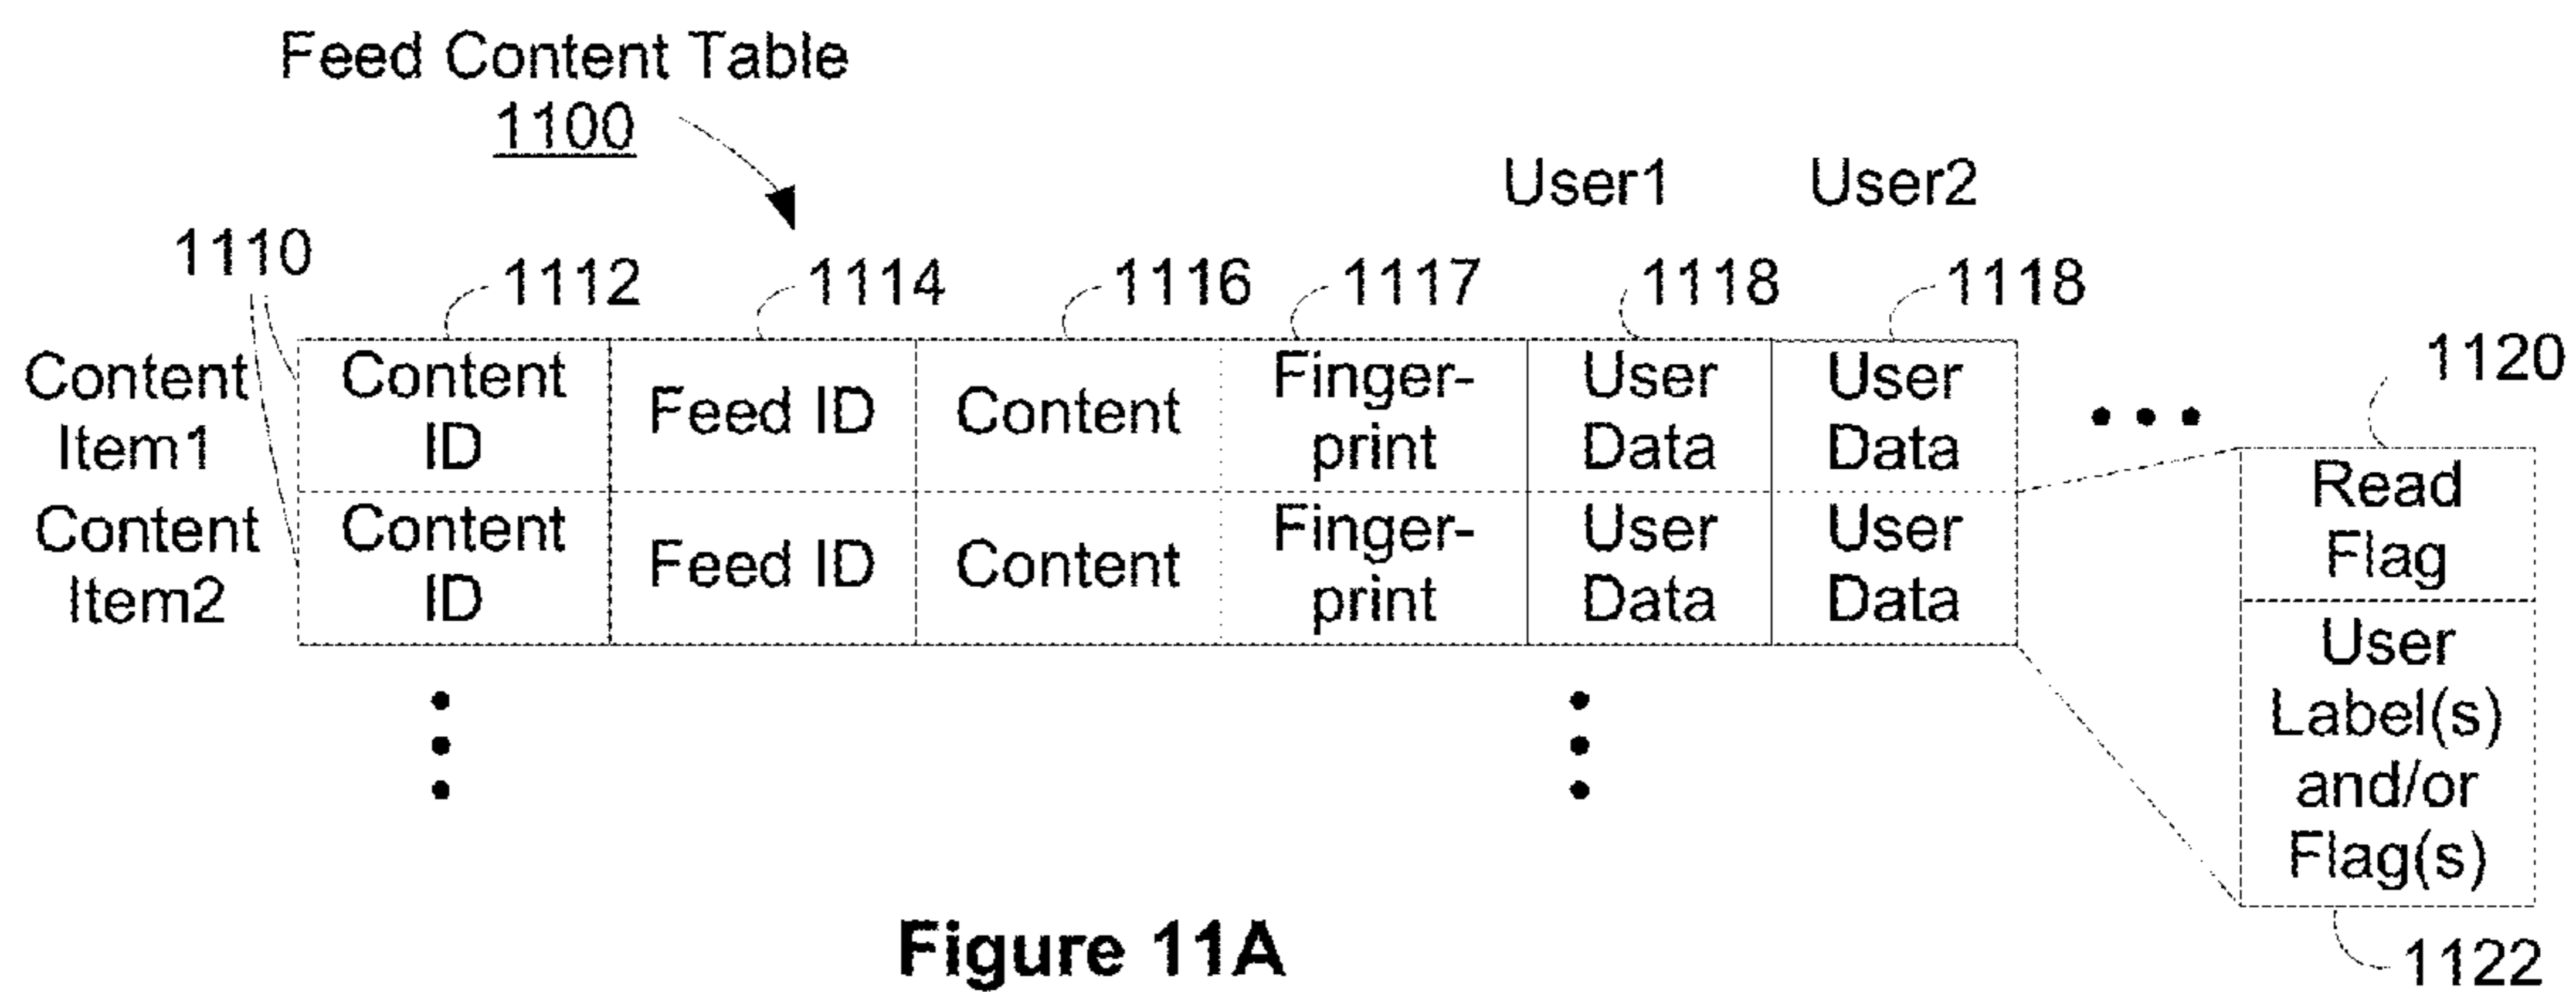 Feed Content Table
1100
User1 User2
1110
1112 1114 1116 1117 1118 1118
1120
Content
Item1
Content
ID
Feed ID
Content
Finger-
print
User
Data
User
Data
Content
Item2
Content
ID
Feed ID
Content
Finger-
print
User
Data
User
Data
Read
Flag
User
Label(s)
and/or
Flag(s)
1122
Figure 11A